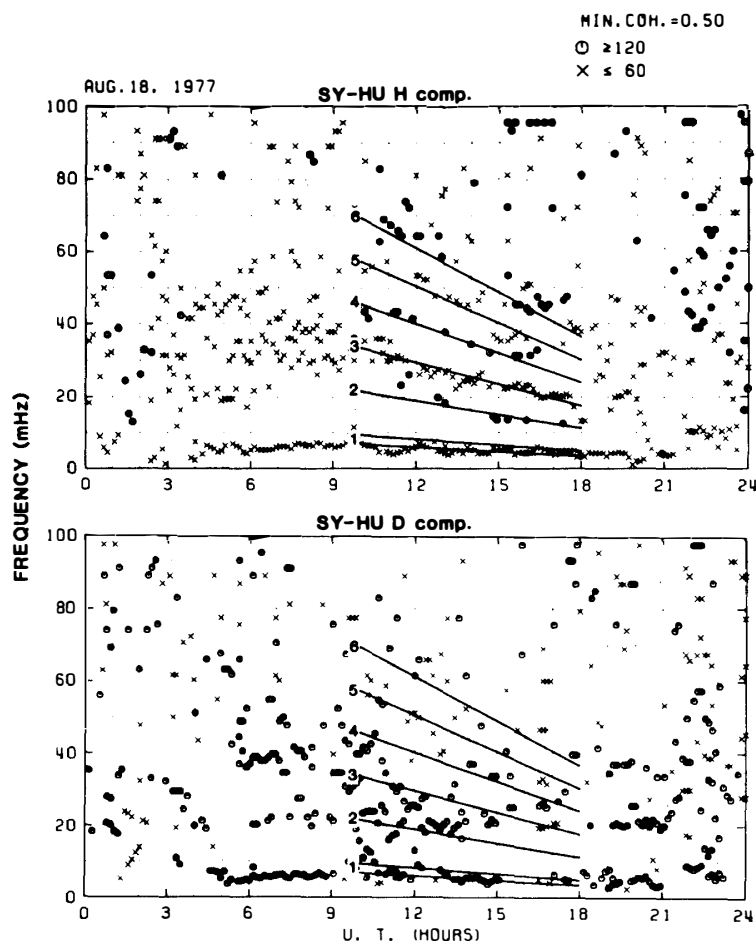 MIN.COH.=0.50
≥120
× ≤ 60
AUG.18. 1977
SY-HU H comp.
100
80
60
40
20
0
6
5
4
3
2
1
0 3 6 9 12 15 18 21 24
FREQUENCY (mHz)
SY-HU D comp.
100
80
60
40
20
0
6
5
4
3
2
1
0 3 6 9 12 15 18 21 24
U. T. (HOURS)